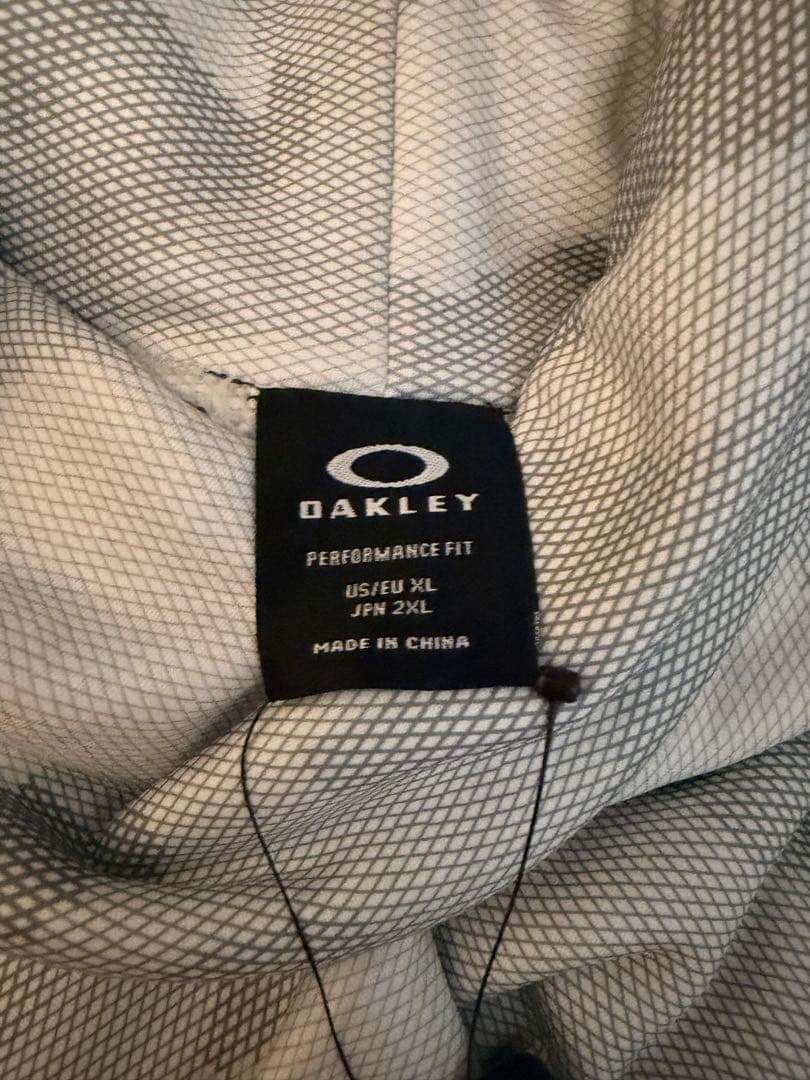 OAKLEY
PERFORMANCE FIT
US/EU XL
JPN 2XL
MADE IN CHINA